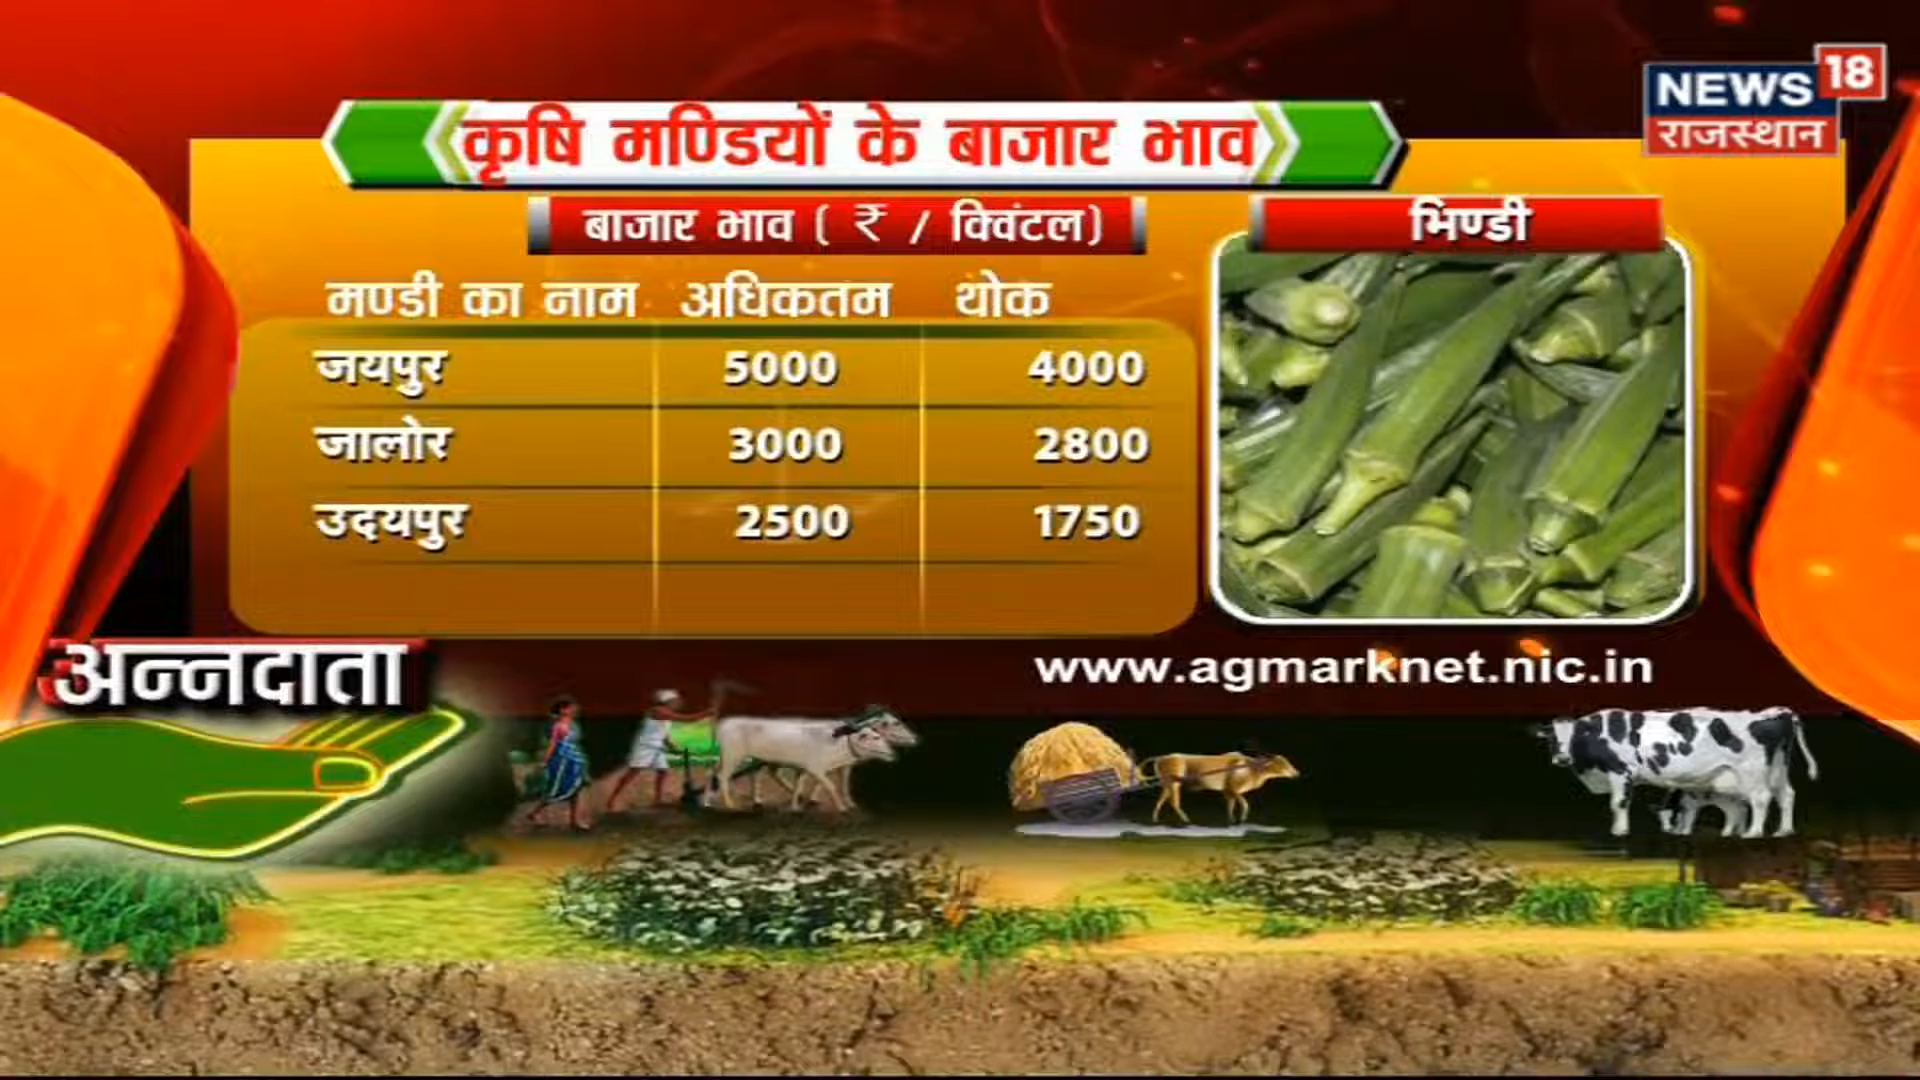 NEWS 18
राजस्थान
कृषि मण्डियों के बाजार भाव
बाजार भाव ( ₹ / क्विंटल)
भिण्डी
मण्डी का नाम अधिकतम थोक
जयपुर 5000 4000
जालोर 3000 2800
उदयपुर 2500 1750
अन्नदाता
www.agmarknet.nic.in